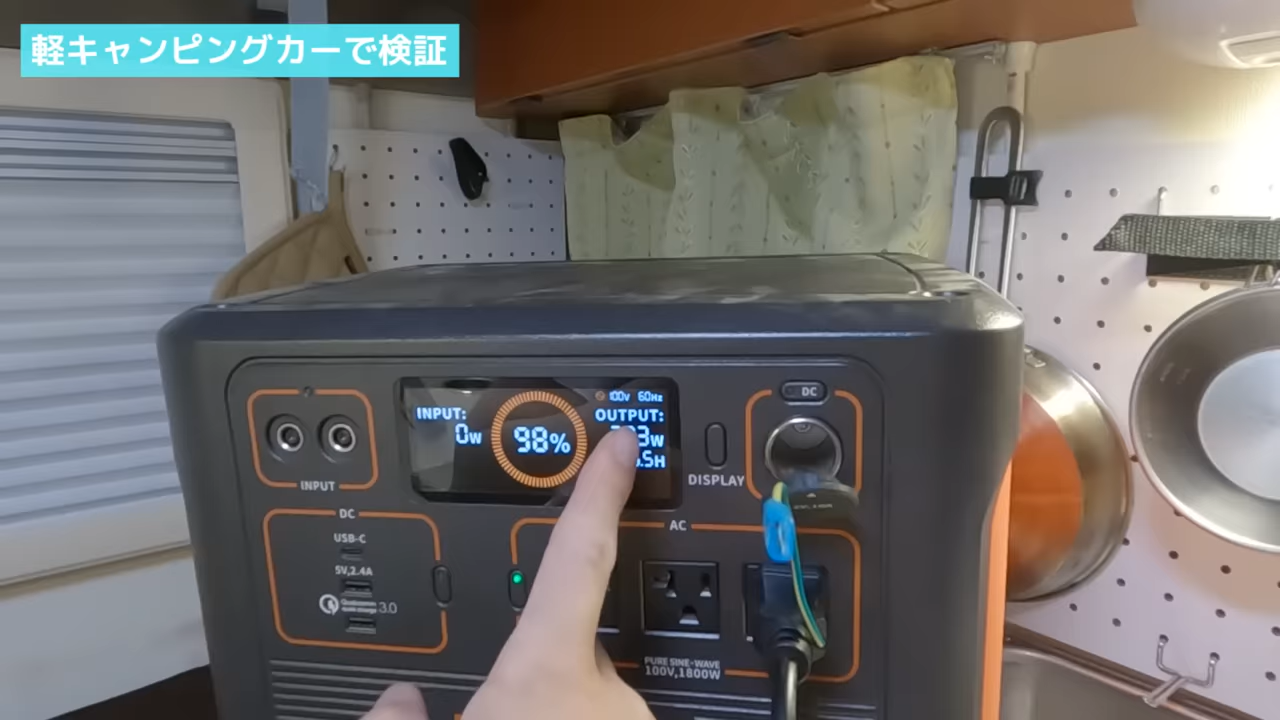 軽キャンピングカーで検証
100V 60Hz
INPUT:
0W
98%
OUTPUT:
DISPLAY
DC
INPUT
DC
USB-C
5V,2.4A
Qualcomm
3.0
AC
PURE SINE-WAVE
100V,1800W